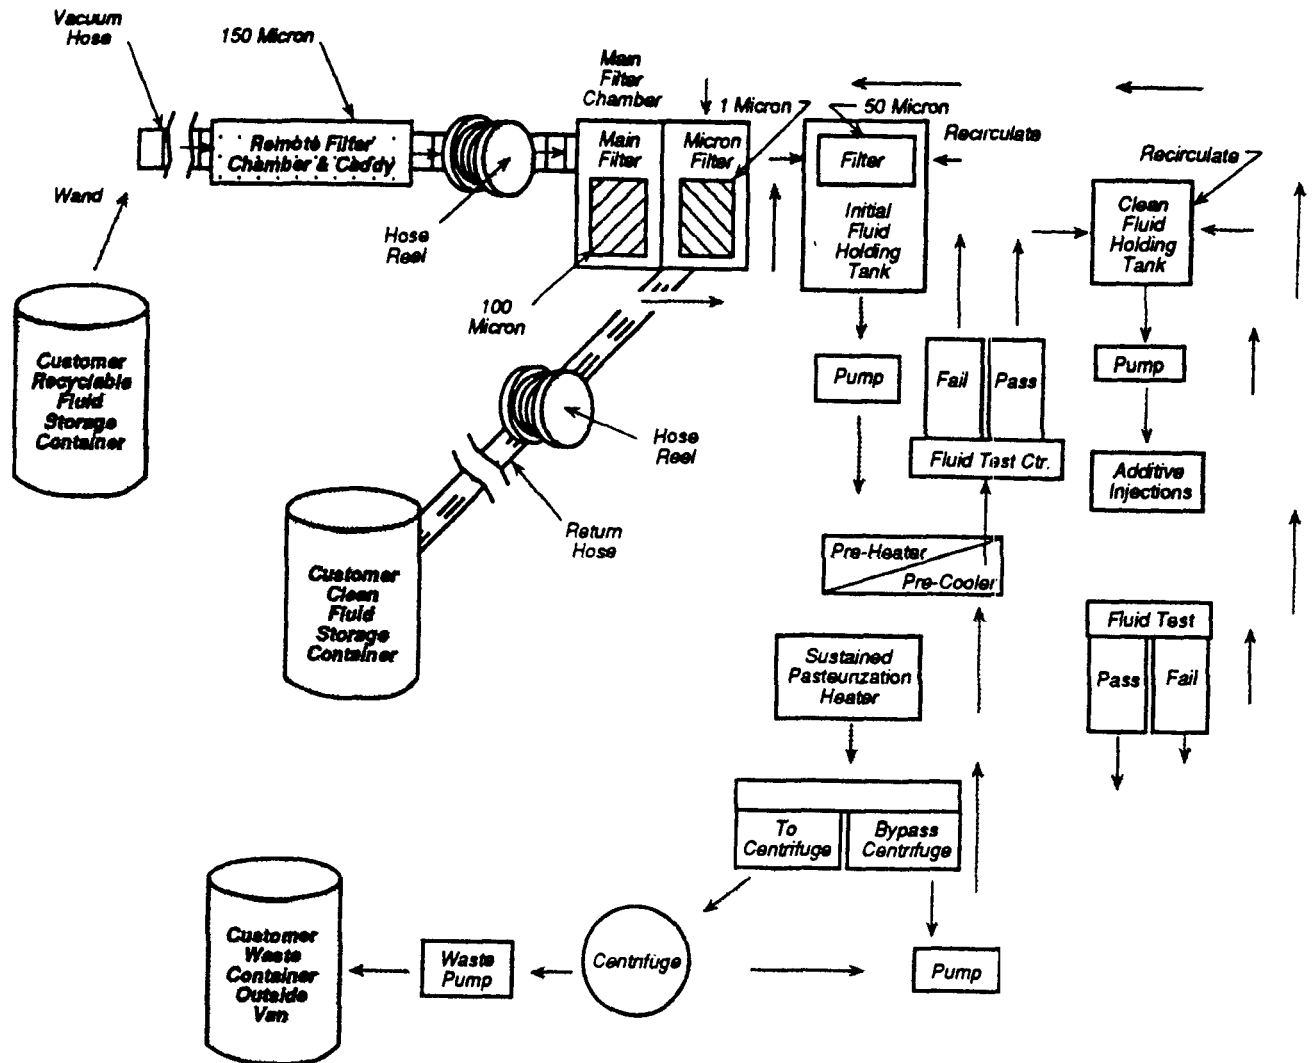 Vacuum
Hose
150 Micron
Main
Filter
Chamber
1 Micron
50 Micron
Remote Filter
Chamber & Caddy
Main
Filter
Micron
Filter
Filter
Recirculate
Recirculate
Wand
Hose
Reel
Initial
Fluid
Holding
Tank
Clean
Fluid
Holding
Tank
100
Micron
Customer
Recyclable
Fluid
Storage
Container
Pump
Fail
Pass
Pump
Hose
Reel
Fluid Test Ctr.
Additive
Injections
Return
Hose
Pre-Heater
Pre-Cooler
Customer
Clean
Fluid
Storage
Container
Fluid Test
Pass
Fail
Sustained
Pasteurization
Heater
To
Centrifuge
Bypass
Centrifuge
Customer
Waste
Container
Outside
Van
Waste
Pump
Centrifuge
Pump